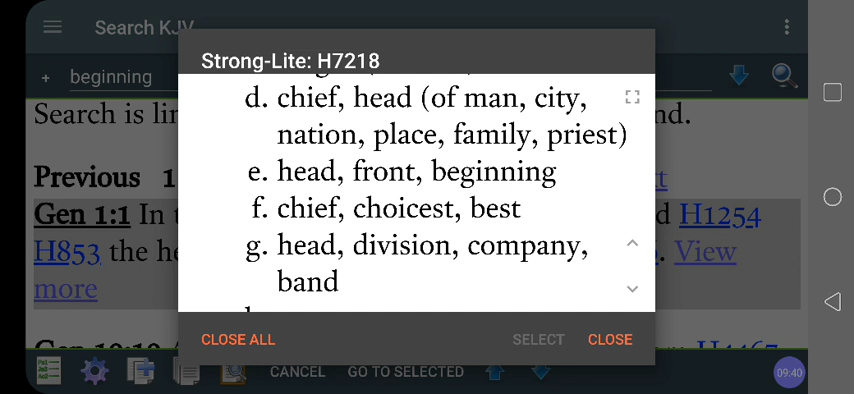 Search KJV
Strong-Lite: H7218
+ beginning
d. chief, head (of man, city,
nation, place, family, priest)
e. head, front, beginning
f. chief, choicest, best
g. head, division, company,
band
Search is
nd.
Previous 1
Gen 1:1 In
H1254
H853 the
View
more
CLOSE ALL
SELECT
CLOSE
CANCEL
GO TO SELECTED
09:40